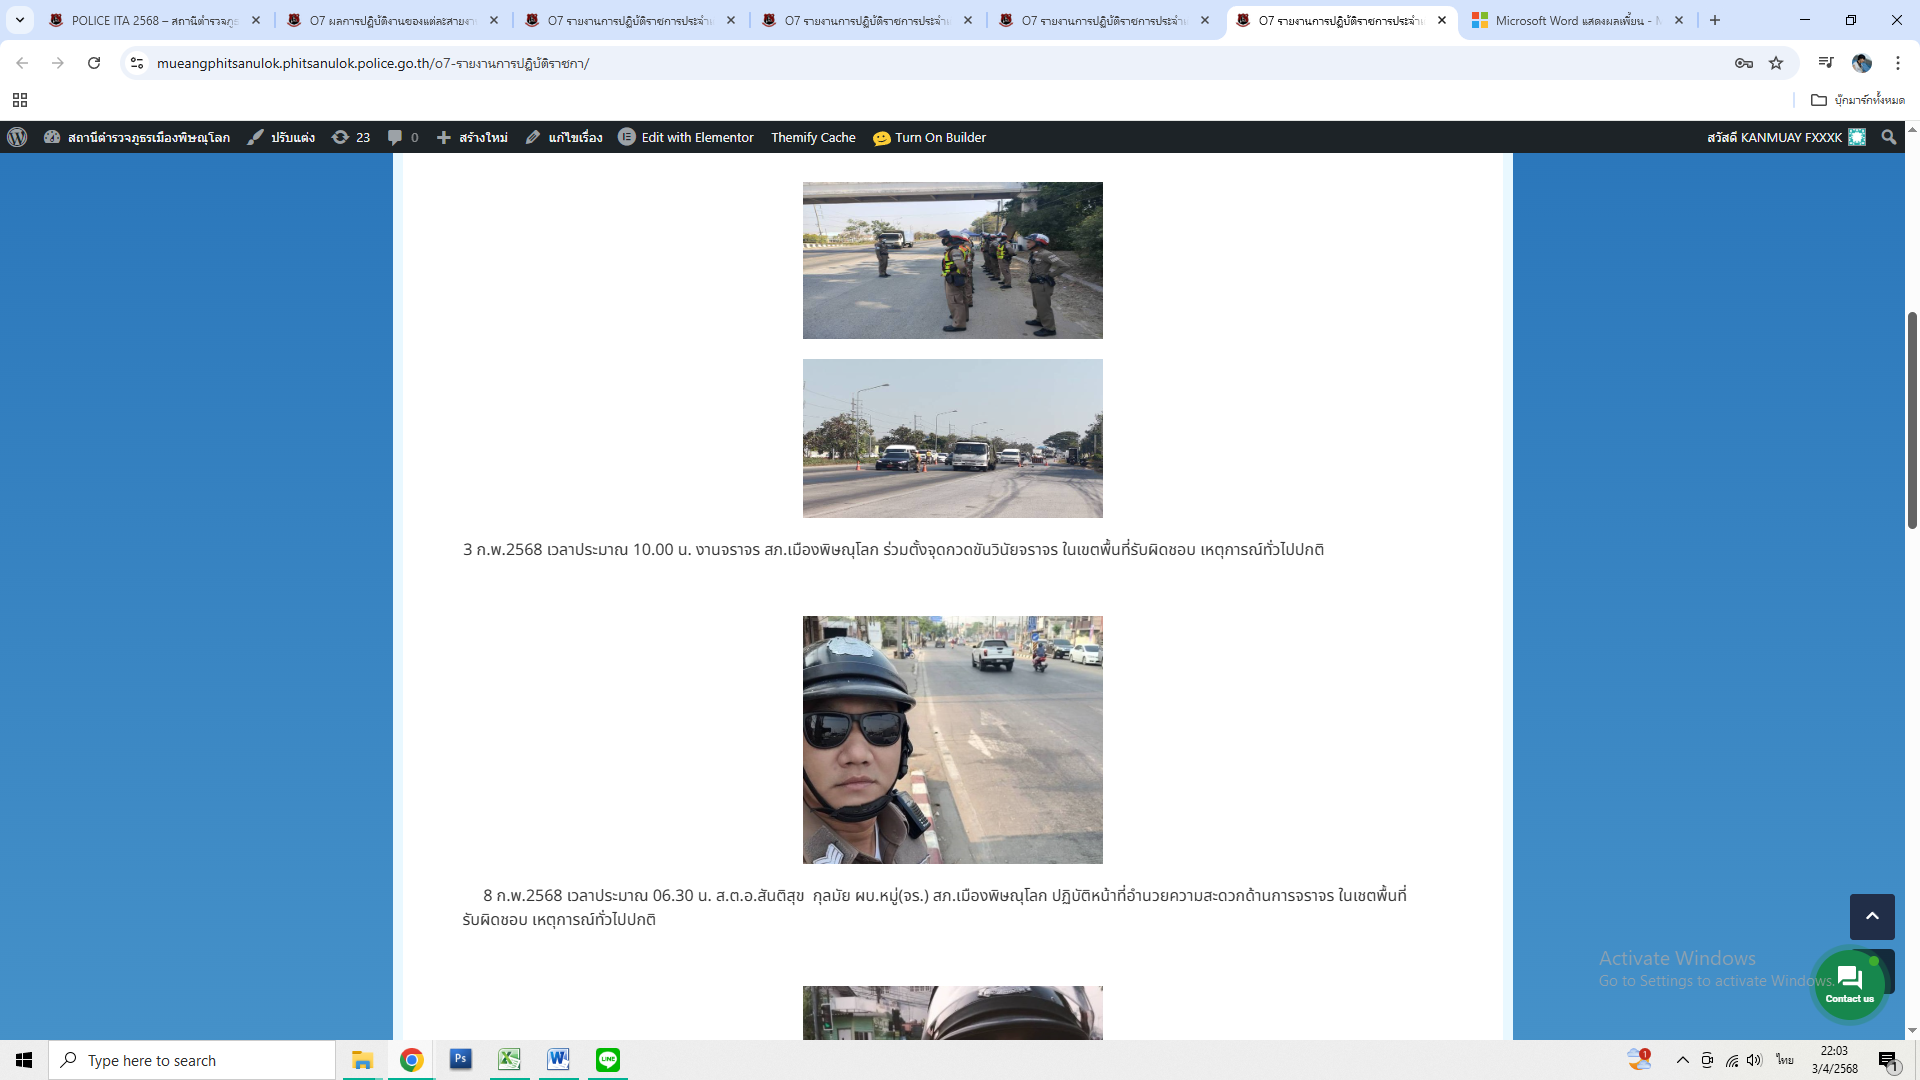 POLICE ITA 2568 – สถานีตำรวจภูธ
O7 ผลการปฏิบัติงานของแต่ละสายงา
O7 รายงานการปฏิบัติราชการประจำเ
O7 รายงานการปฏิบัติราชการประจำเ
O7 รายงานการปฏิบัติราชการประจำเ
O7 รายงานการปฏิบัติราชการประจำเ
Microsoft Word แสดงผลเพี้ยน - M
mueangphitsanulok.phitsanulok.police.go.th/o7-รายงานการปฏิบัติราชกา/
บุ๊กมาร์กทั้งหมด
สถานีตำรวจภูธรเมืองพิษณุโลก ปรับแต่ง 23 0 สร้างใหม่ แก้ไขเรื่อง Edit with Elementor Themify Cache Turn On Builder สวัสดี KANMUAY FXXXK
3 ก.พ.2568 เวลาประมาณ 10.00 น. งานจราจร สภ.เมืองพิษณุโลก ร่วมตั้งจุดกวดขันวินัยจราจร ในเขตพื้นที่รับผิดชอบ เหตุการณ์ทั่วไปปกติ
8 ก.พ.2568 เวลาประมาณ 06.30 น. ส.ต.อ.สันติสุข กุลมัย ผบ.หมู่(จร.) สภ.เมืองพิษณุโลก ปฏิบัติหน้าที่อำนวยความสะดวกด้านการจราจร ในเขตพื้นที่
รับผิดชอบ เหตุการณ์ทั่วไปปกติ
Activate Windows
Go to Settings to activate Windows.
Contact us
Type here to search
Ps
LINE
1
ไทย
22:03
3/4/2568
1